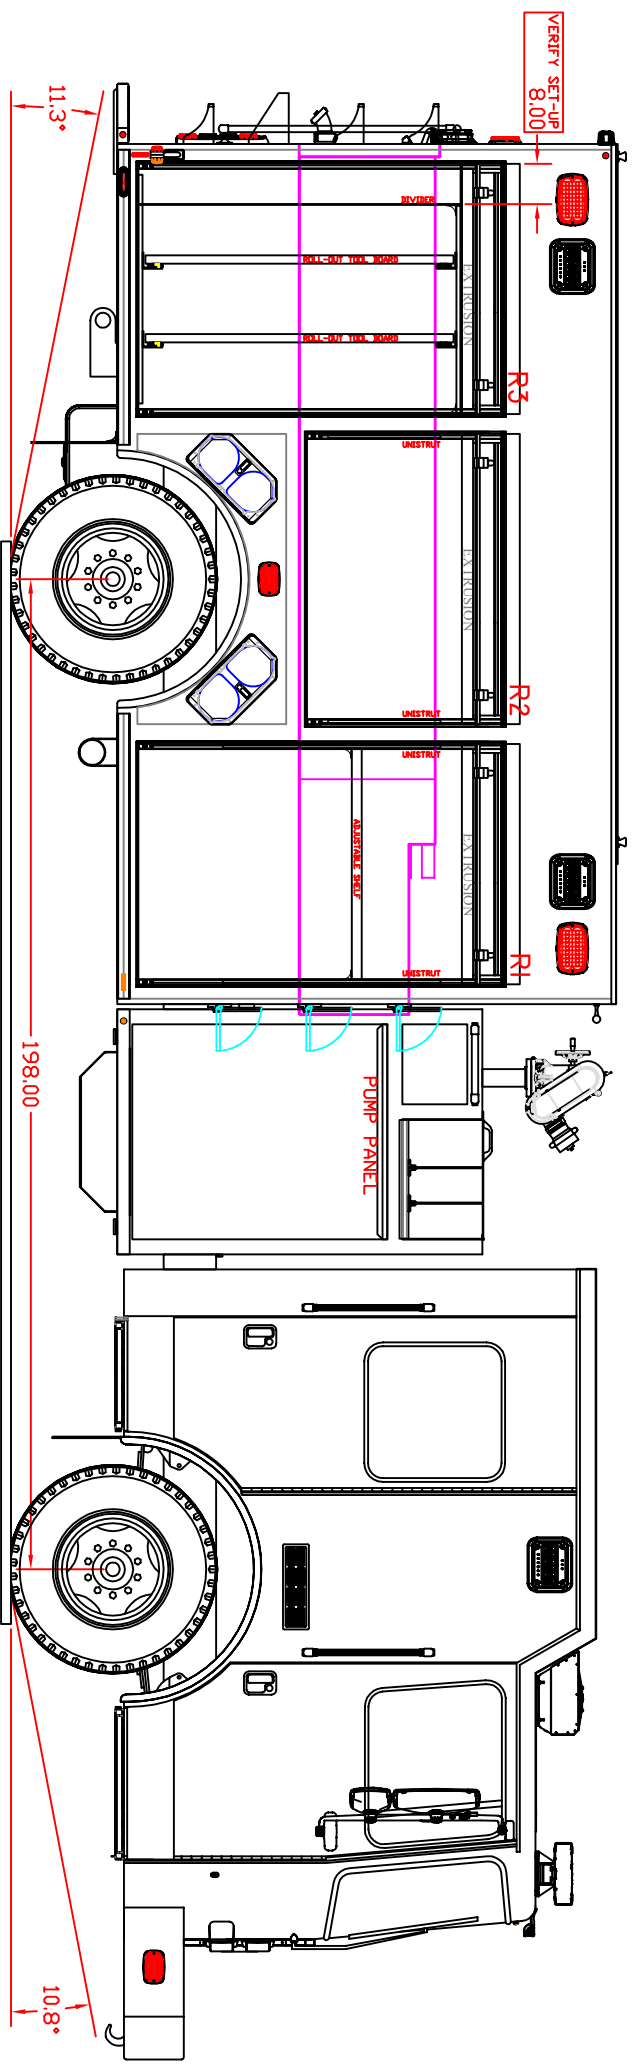 VERIFY SET-UP
8.00
11.3°
DIVIDER
ROLL-OUT TOOL BOARD
ROLL-OUT TOOL BOARD
EXTRUSION
R3
UNISTRUT
EXTRUSION
UNISTRUT
R2
UNISTRUT
ADJUSTABLE SHELF
EXTRUSION
UNISTRUT
R1
198.00
PUMP PANEL
10.8°